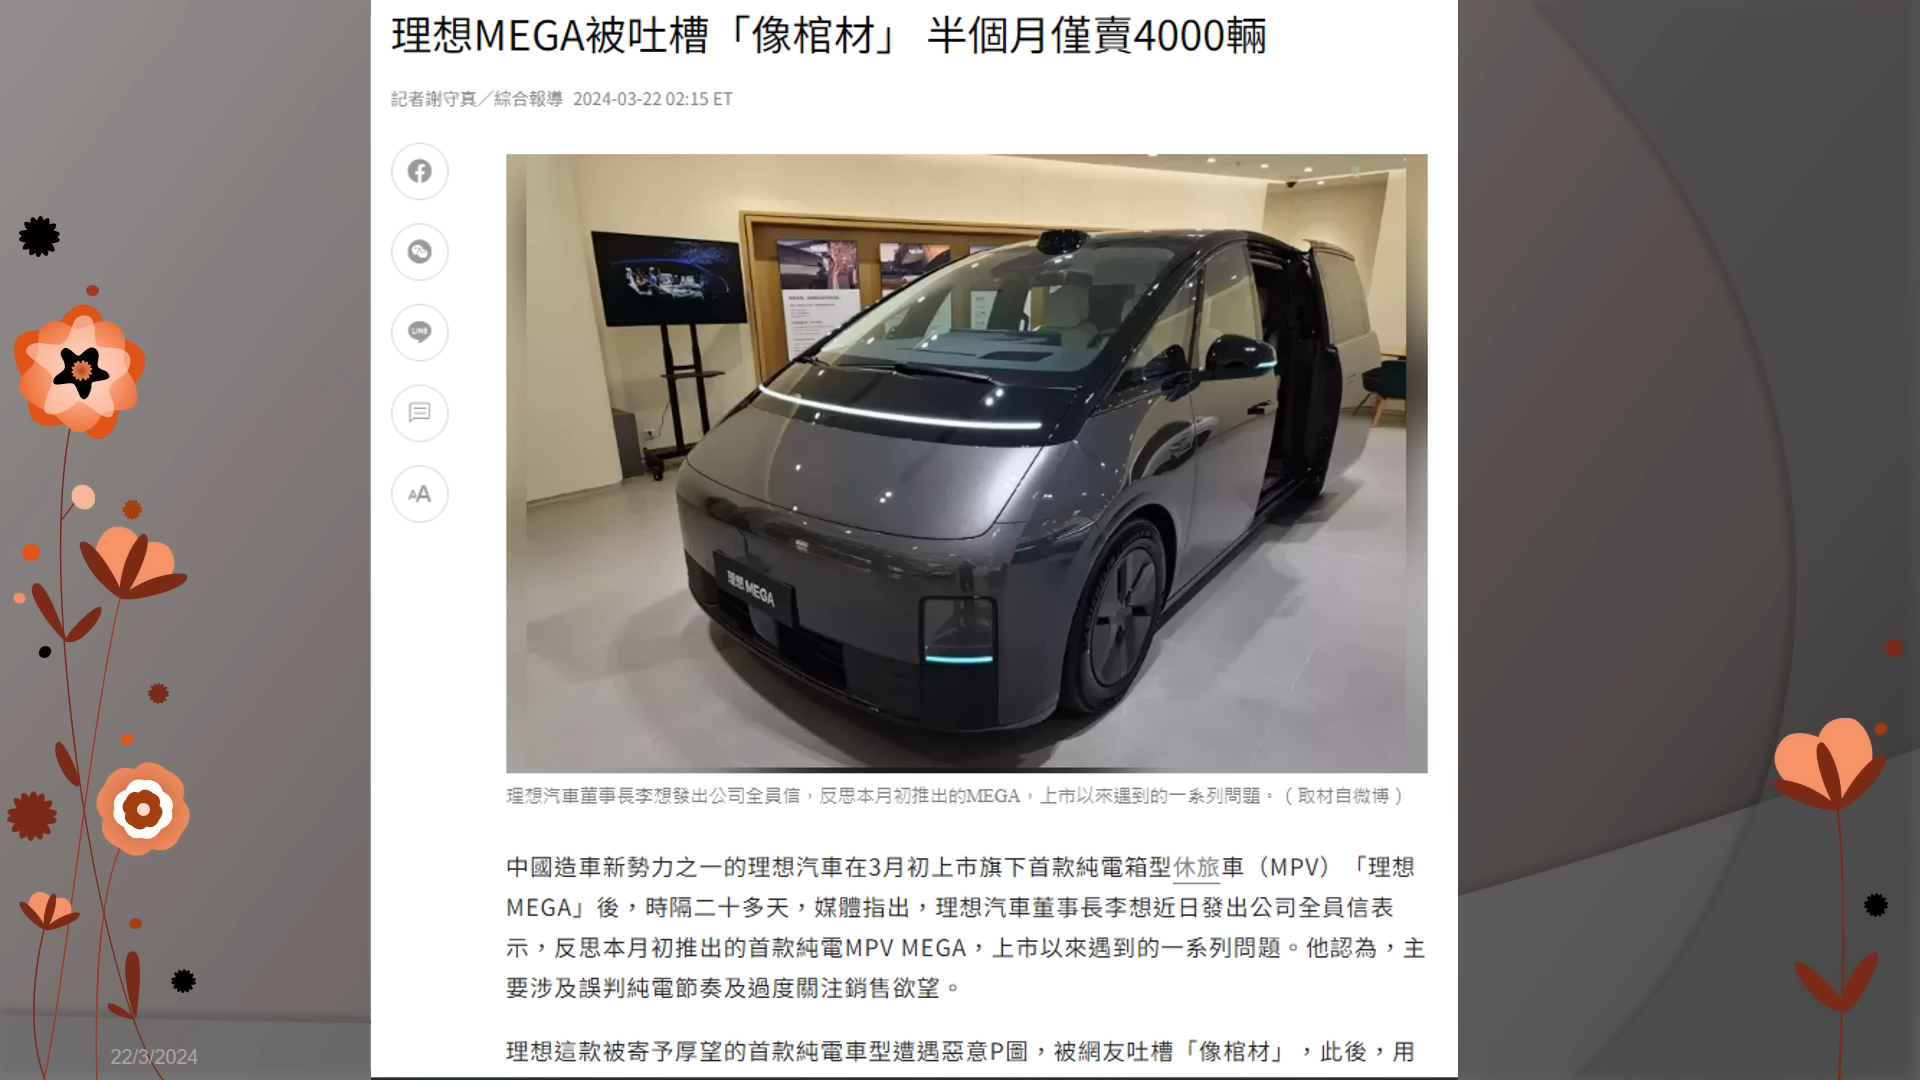 理想MEGA被吐槽「像棺材」 半個月僅賣4000輛
記者謝守真／綜合報導 2024-03-22 02:15 ET
LINE
AA
理想 MEGA
理想汽車董事長李想發出公司全員信，反思本月初推出的MEGA，上市以來遇到的一系列問題。（取材自微博）
中國造車新勢力之一的理想汽車在3月初上市旗下首款純電箱型休旅車（MPV）「理想
MEGA」後，時隔二十多天，媒體指出，理想汽車董事長李想近日發出公司全員信表
示，反思本月初推出的首款純電MPV MEGA，上市以來遇到的一系列問題。他認為，主
要涉及誤判純電節奏及過度關注銷售欲望。
理想這款被寄予厚望的首款純電車型遭遇惡意P圖，被網友吐槽「像棺材」，此後，用
22/3/2024